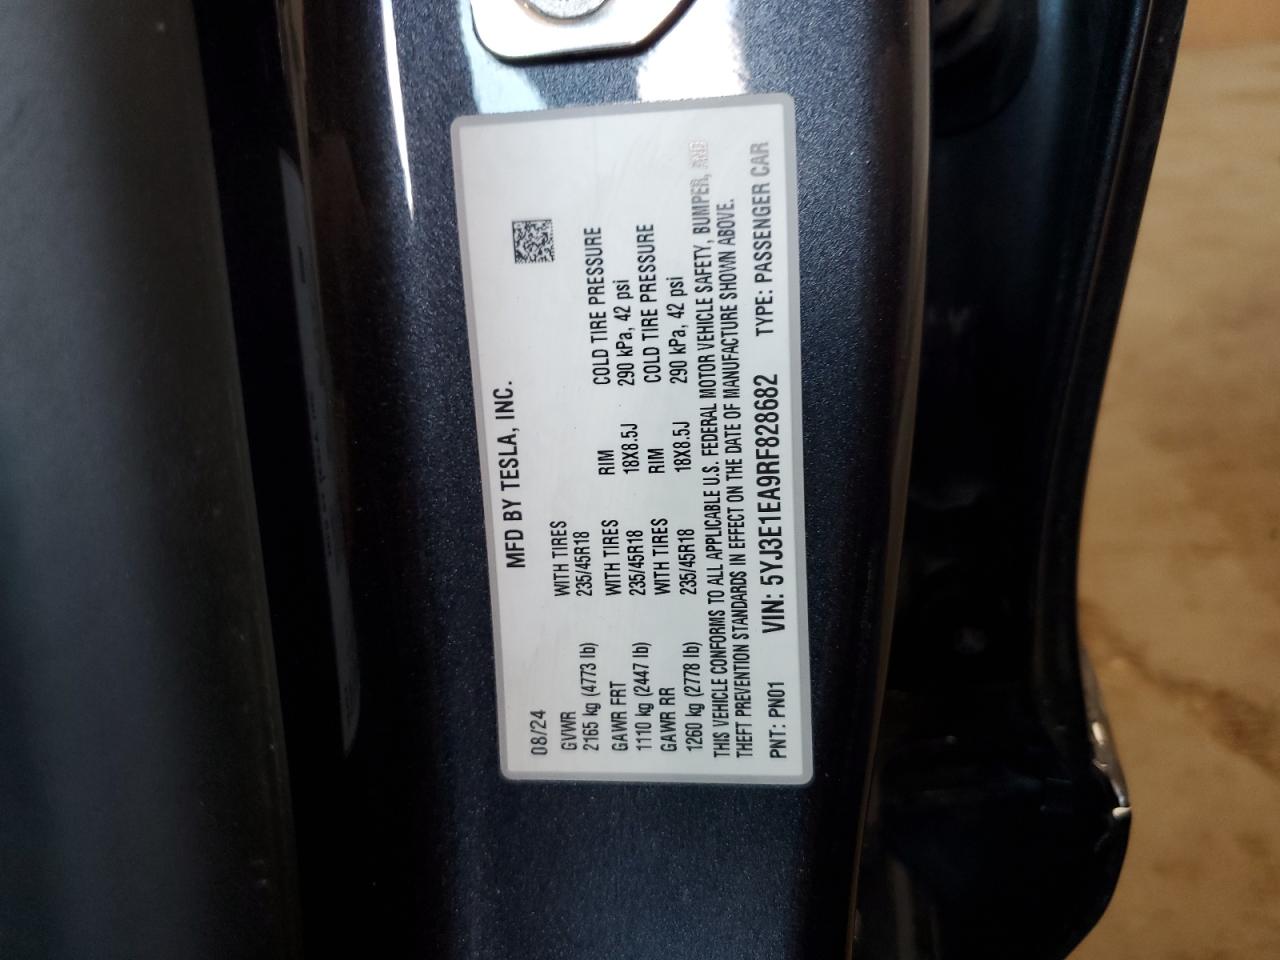 MFD BY TESLA, INC.
08/24
GVWR
2165 kg (4773 lb) WITH TIRES 235/45R18
GAWR FRT WITH TIRES RIM COLD TIRE PRESSURE
1110 kg (2447 lb) 235/45R18 18X8.5J 290 kPa, 42 psi
GAWR RR WITH TIRES RIM COLD TIRE PRESSURE
1260 kg (2778 lb) 235/45R18 18X8.5J 290 kPa, 42 psi
THIS VEHICLE CONFORMS TO ALL APPLICABLE U.S. FEDERAL MOTOR VEHICLE SAFETY, BUMPER, AND
THEFT PREVENTION STANDARDS IN EFFECT ON THE DATE OF MANUFACTURE SHOWN ABOVE.
PNT: PN01 VIN: 5YJ3E1EA9RF828682 TYPE: PASSENGER CAR